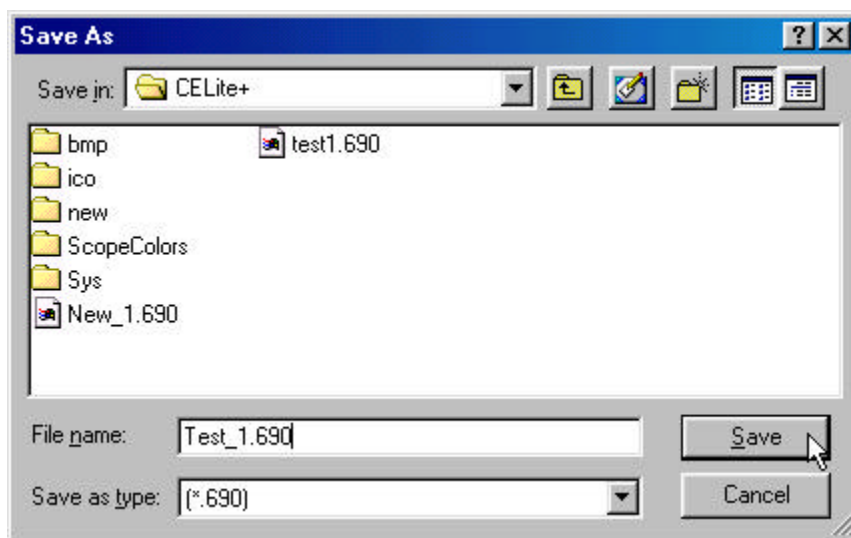 Save As
Save in: CELite+
bmp test1.690
ico
new
ScopeColors
Sys
New_1.690
File name: Test_1.690 Save
Save as type: (*.690) Cancel